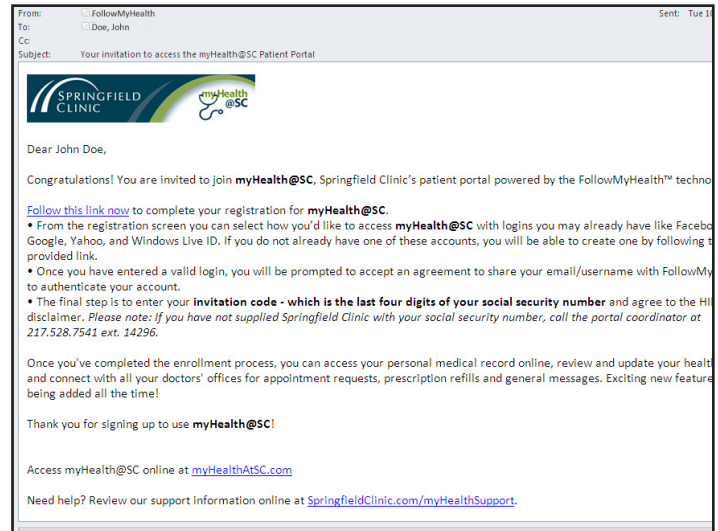 From: FollowMyHealth Sent: Tue 10
To: Doe, John
Cc:
Subject: Your invitation to access the myHealth@SC Patient Portal
SPRINGFIELD
CLINIC
myHealth
@SC
Dear John Doe,
Congratulations! You are invited to join myHealth@SC, Springfield Clinic's patient portal powered by the FollowMyHealth™ techno
Follow this link now to complete your registration for myHealth@SC.
• From the registration screen you can select how you'd like to access myHealth@SC with logins you may already have like Facebo
Google, Yahoo, and Windows Live ID. If you do not already have one of these accounts, you will be able to create one by following t
provided link.
• Once you have entered a valid login, you will be prompted to accept an agreement to share your email/username with FollowMy
to authenticate your account.
• The final step is to enter your invitation code - which is the last four digits of your social security number and agree to the HI
disclaimer. Please note: If you have not supplied Springfield Clinic with your social security number, call the portal coordinator at
217.528.7541 ext. 14296.
Once you've completed the enrollment process, you can access your personal medical record online, review and update your healt
and connect with all your doctors' offices for appointment requests, prescription refills and general messages. Exciting new feature
being added all the time!
Thank you for signing up to use myHealth@SC!
Access myHealth@SC online at myHealthAtSC.com
Need help? Review our support information online at SpringfieldClinic.com/myHealthSupport.